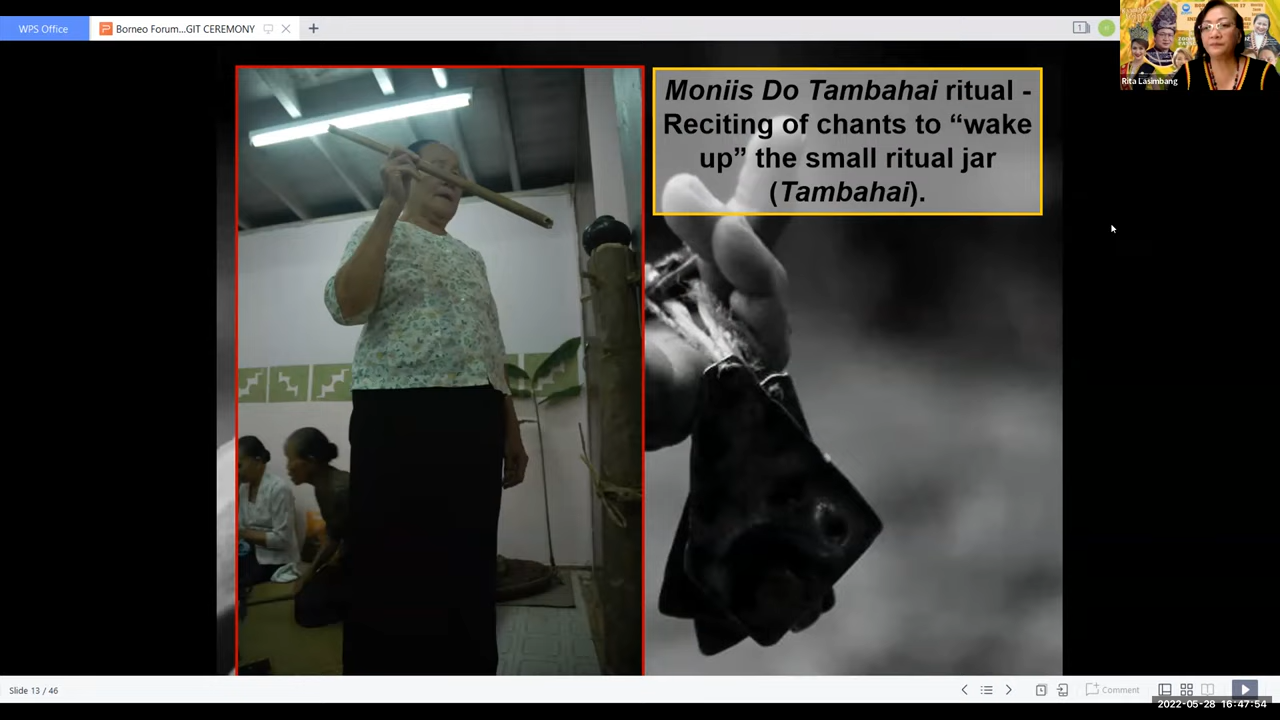 WPS Office
Borneo Forum...GIT CEREMONY
1
Rita Lasimbang
Moniis Do Tambahai ritual -
Reciting of chants to “wake
up” the small ritual jar
(Tambahai).
Slide 13 / 46
Comment
2022-05-28 16:47:54